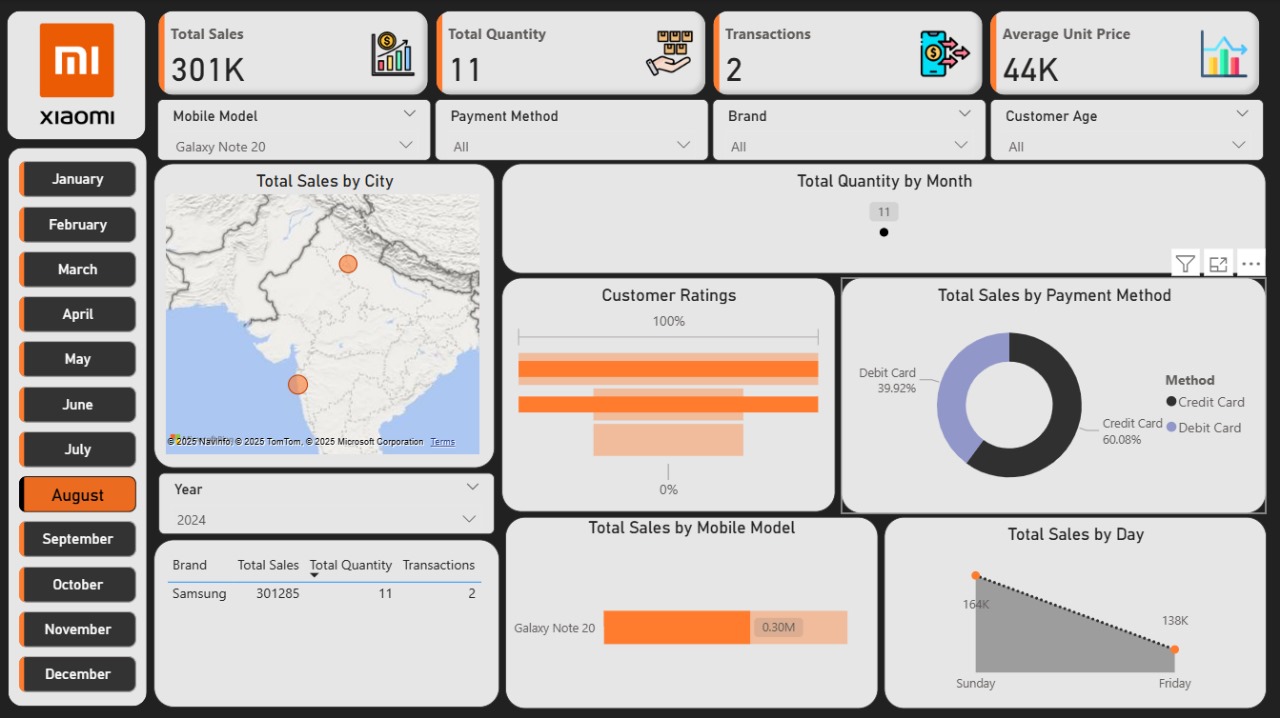 mi
xiaomi
Total Sales
301K
Total Quantity
11
Transactions
2
Average Unit Price
44K
Mobile Model
Galaxy Note 20
Payment Method
All
Brand
All
Customer Age
All
January
February
March
April
May
June
July
August
September
October
November
December
Total Sales by City
© 2025 NavInfo, © 2025 TomTom, © 2025 Microsoft Corporation Terms
Total Quantity by Month
11
Customer Ratings
100%
0%
Total Sales by Payment Method
Debit Card
39.92%
Credit Card
60.08%
Method
Credit Card
Debit Card
Year
2024
Brand Total Sales Total Quantity Transactions
Samsung 301285 11 2
Total Sales by Mobile Model
Galaxy Note 20 0.30M
Total Sales by Day
164K
138K
Sunday Friday